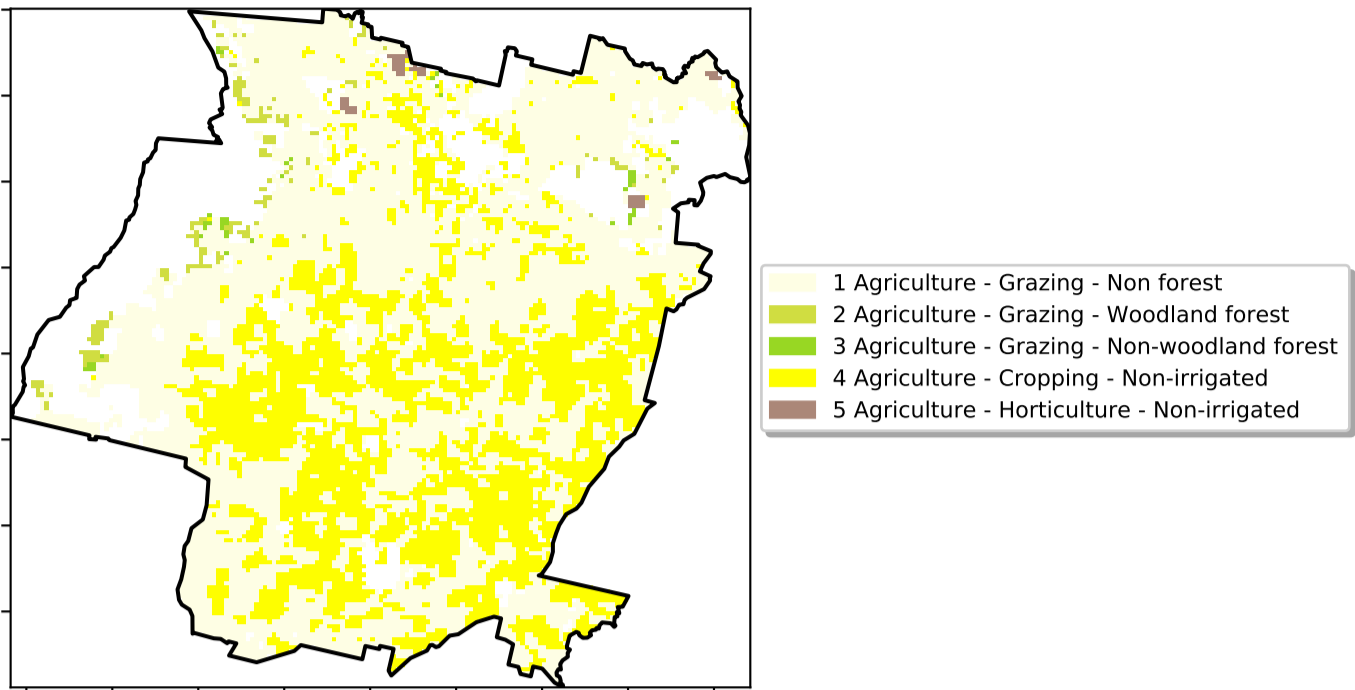 1 Agriculture - Grazing - Non forest
2 Agriculture - Grazing - Woodland forest
3 Agriculture - Grazing - Non-woodland forest
4 Agriculture - Cropping - Non-irrigated
5 Agriculture - Horticulture - Non-irrigated